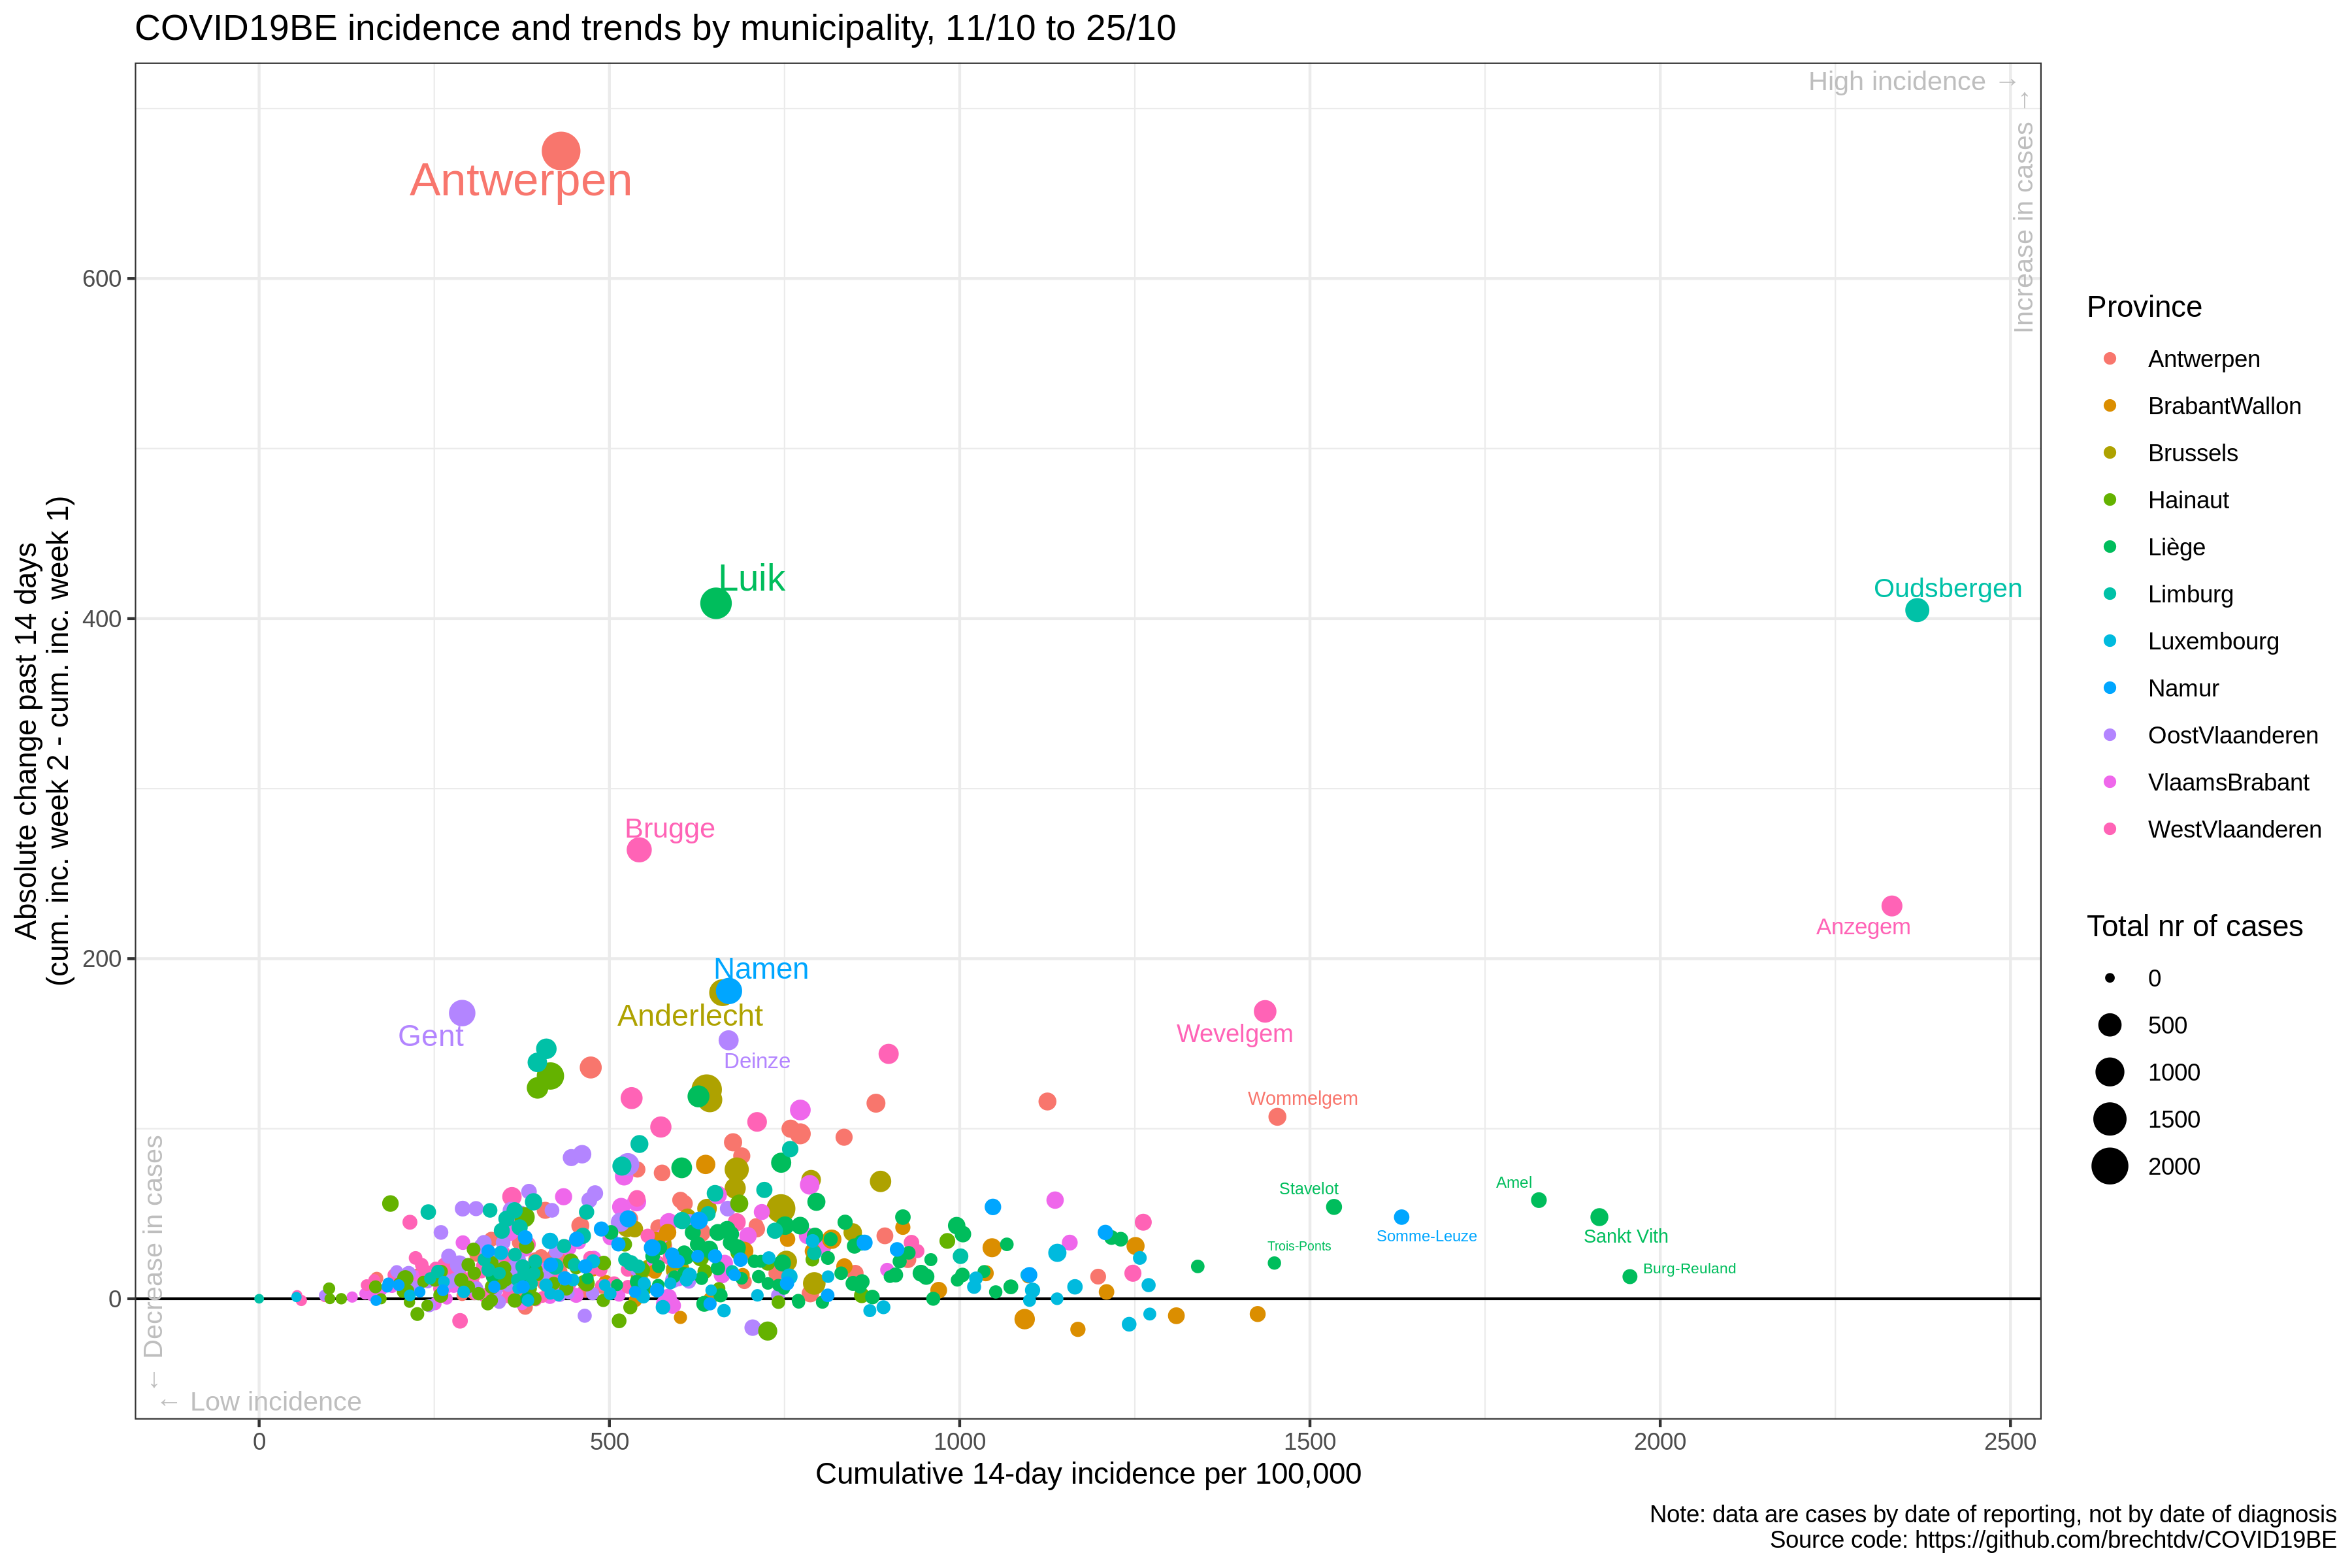 COVID19BE incidence and trends by municipality, 11/10 to 25/10
High incidence →
Increase in cases →
Antwerpen
Luik
Oudsbergen
Brugge
Anzegem
Namen
Anderlecht
Gent
Deinze
Wevelgem
Wommelgem
Stavelot
Amel
Somme-Leuze
Sankt Vith
Trois-Ponts
Burg-Reuland
← Decrease in cases
← Low incidence
600
400
200
0
Absolute change past 14 days
(cum. inc. week 2 - cum. inc. week 1)
0
500
1000
1500
2000
2500
Cumulative 14-day incidence per 100,000
Province
Antwerpen
BrabantWallon
Brussels
Hainaut
Liège
Limburg
Luxembourg
Namur
OostVlaanderen
VlaamsBrabant
WestVlaanderen
Total nr of cases
0
500
1000
1500
2000
Note: data are cases by date of reporting, not by date of diagnosis
Source code: https://github.com/brechtdv/COVID19BE